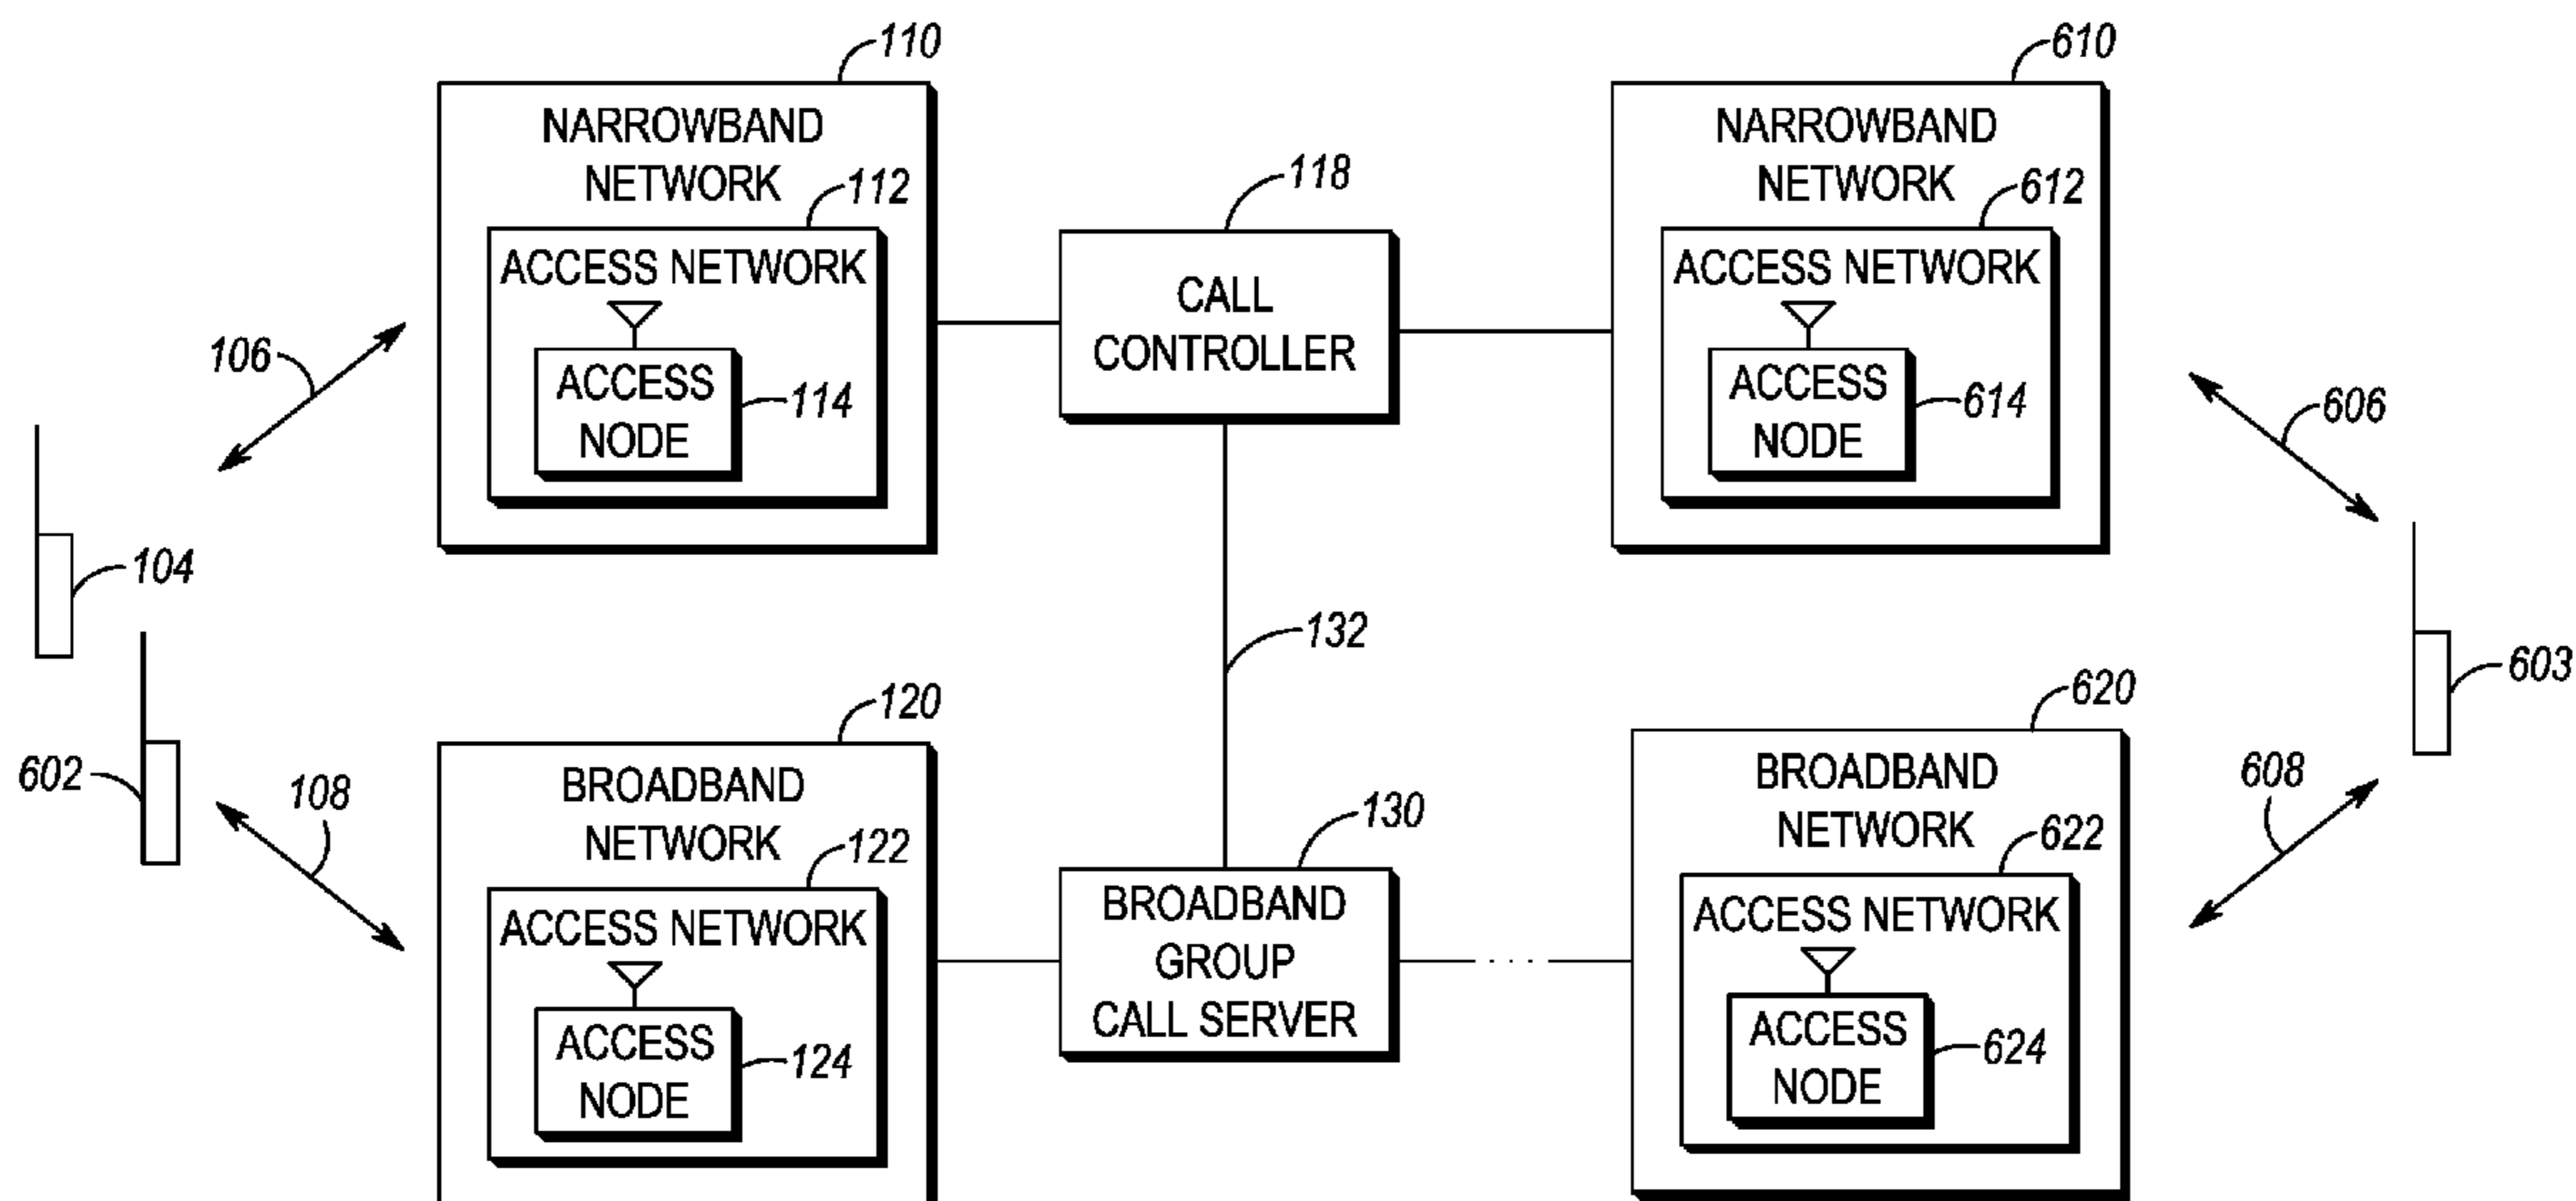 110
NARROWBAND
NETWORK
112
ACCESS NETWORK
ACCESS
NODE
114
106
104
118
CALL
CONTROLLER
610
NARROWBAND
NETWORK
612
ACCESS NETWORK
ACCESS
NODE
614
606
603
132
602
108
120
BROADBAND
NETWORK
122
ACCESS NETWORK
ACCESS
NODE
124
130
BROADBAND
GROUP
CALL SERVER
620
BROADBAND
NETWORK
622
ACCESS NETWORK
ACCESS
NODE
624
608